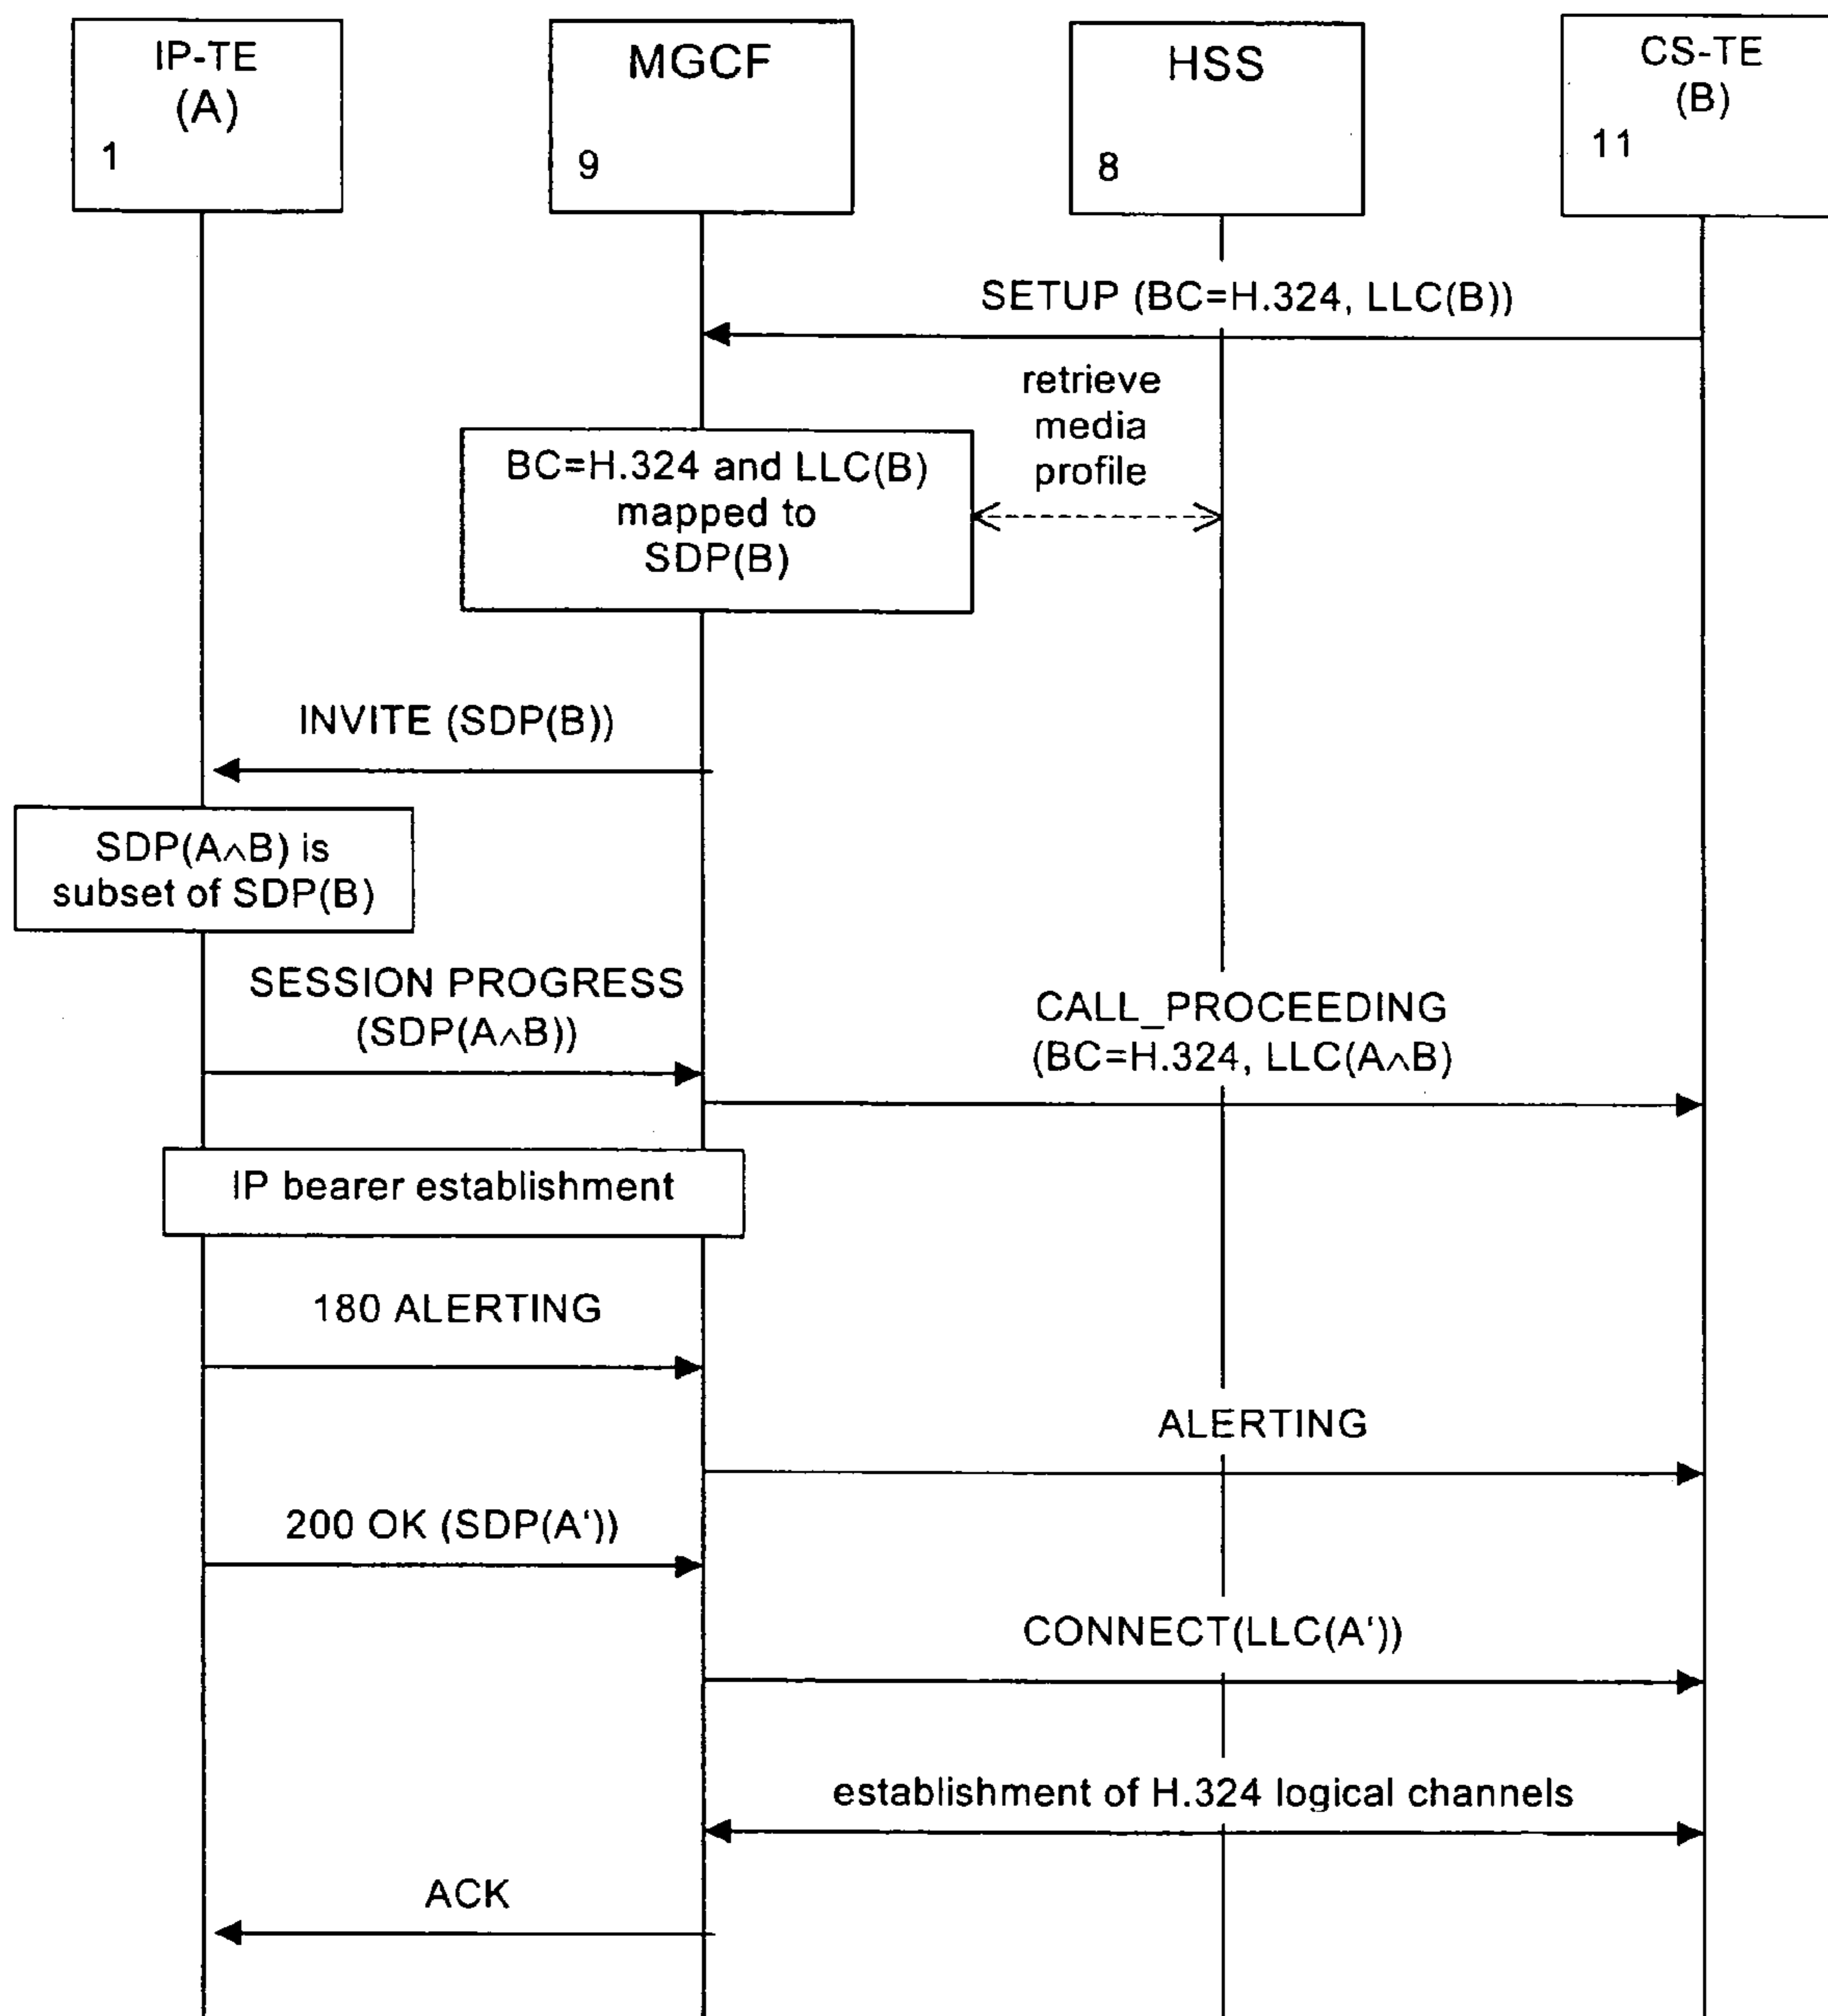 IP-TE
(A)
1
MGCF
9
HSS
8
CS-TE
(B)
11
SETUP (BC=H.324, LLC(B))
retrieve
media
profile
BC=H.324 and LLC(B)
mapped to
SDP(B)
INVITE (SDP(B))
SDP(A∧B) is
subset of SDP(B)
SESSION PROGRESS
(SDP(A∧B))
CALL_PROCEEDING
(BC=H.324, LLC(A∧B)
IP bearer establishment
180 ALERTING
ALERTING
200 OK (SDP(A‘))
CONNECT(LLC(A‘))
establishment of H.324 logical channels
ACK